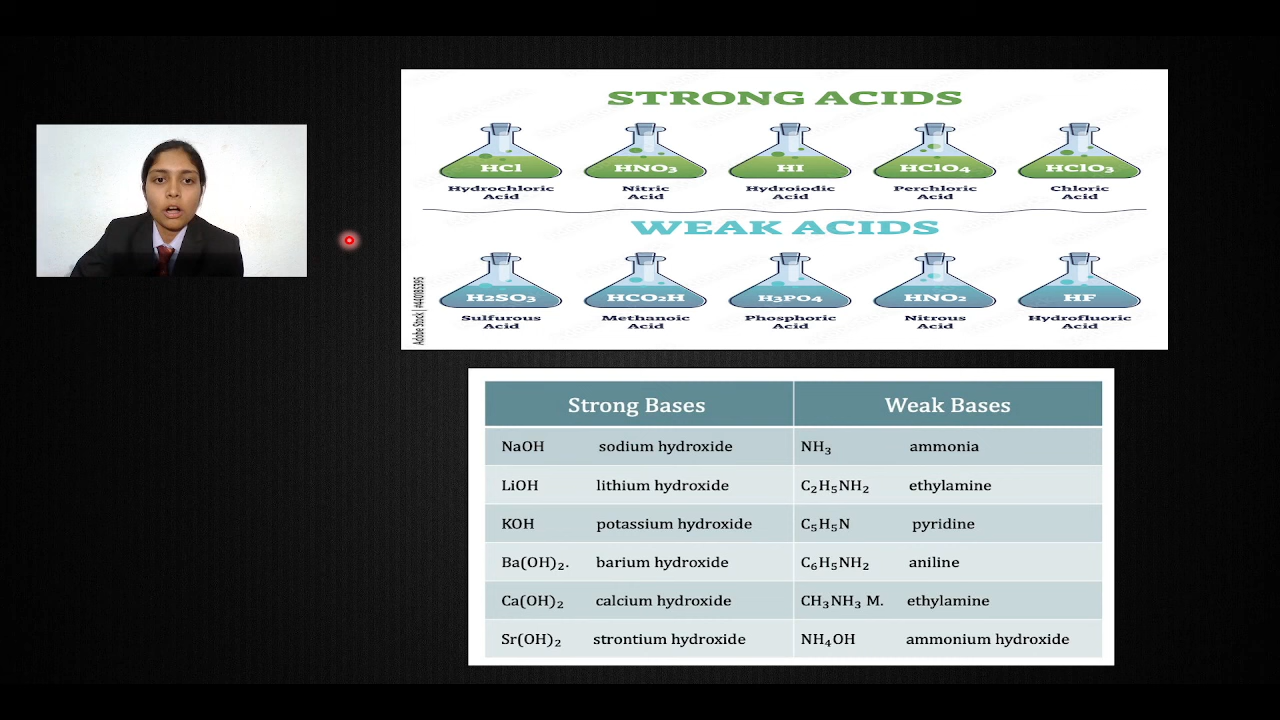 STRONG ACIDS
HCl HNO₃ HI HClO₄ HClO₃
Hydrochloric Acid Nitric Acid Hydroiodic Acid Perchloric Acid Chloric Acid
WEAK ACIDS
H₂SO₃ HCO₂H H₃PO₄ HNO₂ HF
Sulfurous Acid Methanoic Acid Phosphoric Acid Nitrous Acid Hydrofluoric Acid
Adobe Stock | #440185395
Strong Bases Weak Bases
NaOH sodium hydroxide NH₃ ammonia
LiOH lithium hydroxide C₂H₅NH₂ ethylamine
KOH potassium hydroxide C₅H₅N pyridine
Ba(OH)₂. barium hydroxide C₆H₅NH₂ aniline
Ca(OH)₂ calcium hydroxide CH₃NH₃ M. ethylamine
Sr(OH)₂ strontium hydroxide NH₄OH ammonium hydroxide